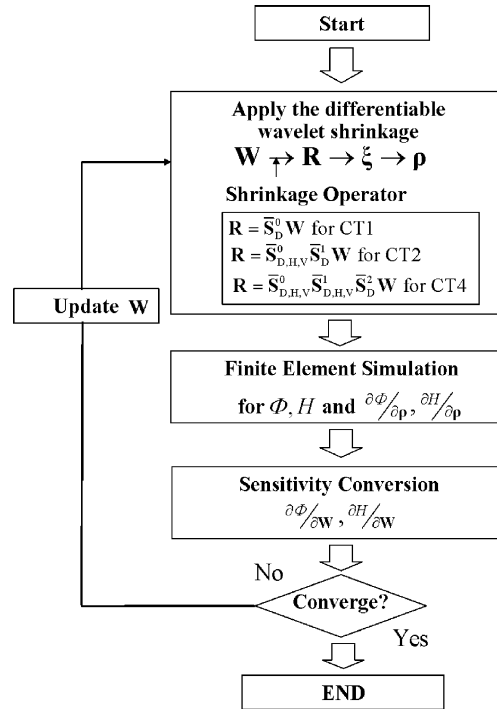 Start
Apply the differentiable
wavelet shrinkage
W → R → ξ → ρ
Shrinkage Operator
R = S̅⁰_D W for CT1
R = S̅⁰_D,H,V S̅¹_D W for CT2
R = S̅⁰_D,H,V S̅¹_D,H,V S̅²_D W for CT4
Update W
Finite Element Simulation
for Φ, H and ∂Φ/∂ρ, ∂H/∂ρ
Sensitivity Conversion
∂Φ/∂W, ∂H/∂W
No
Converge?
Yes
END